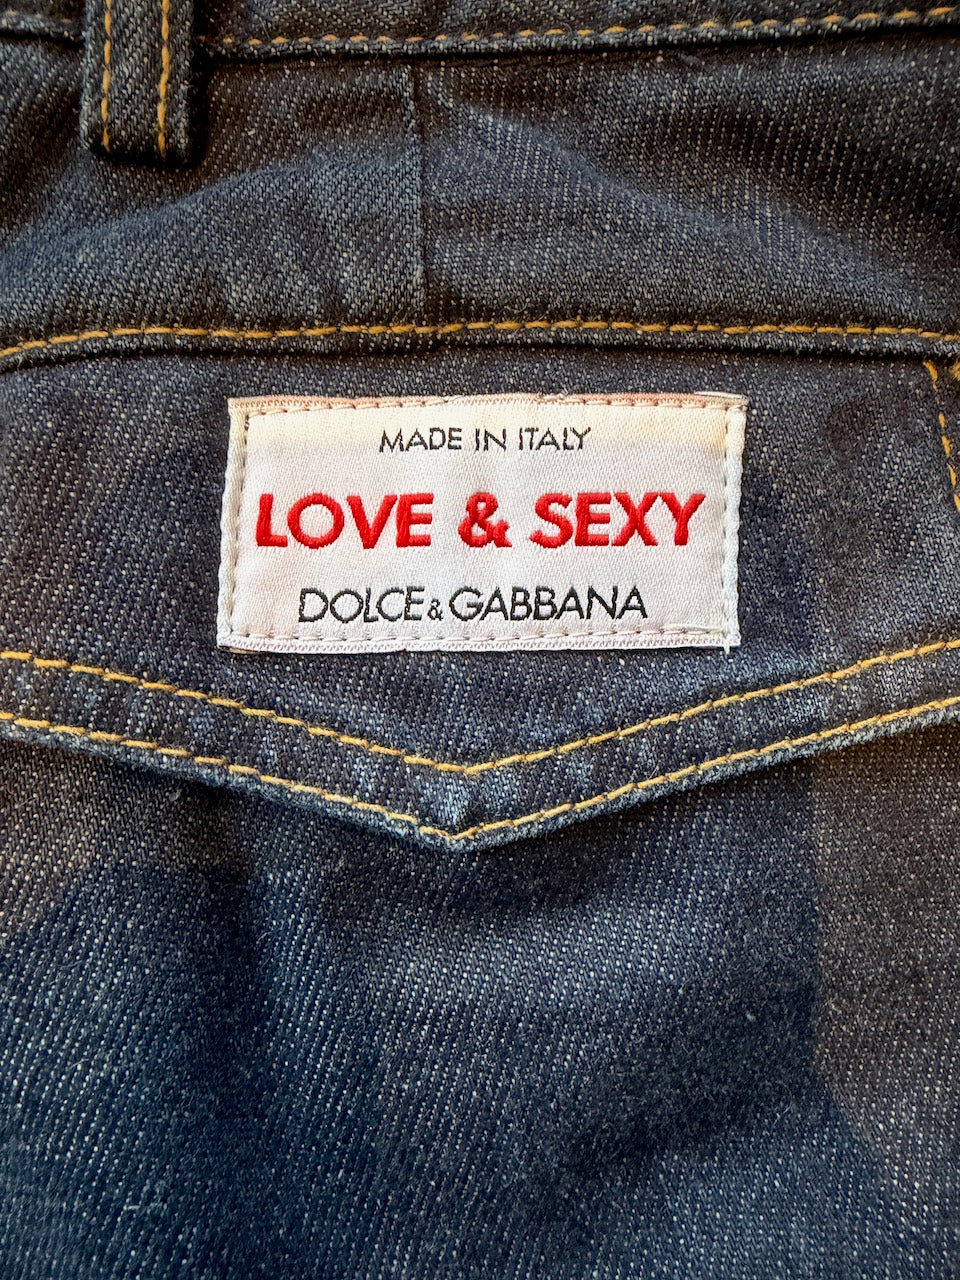 MADE IN ITALY
LOVE & SEXY
DOLCE & GABBANA